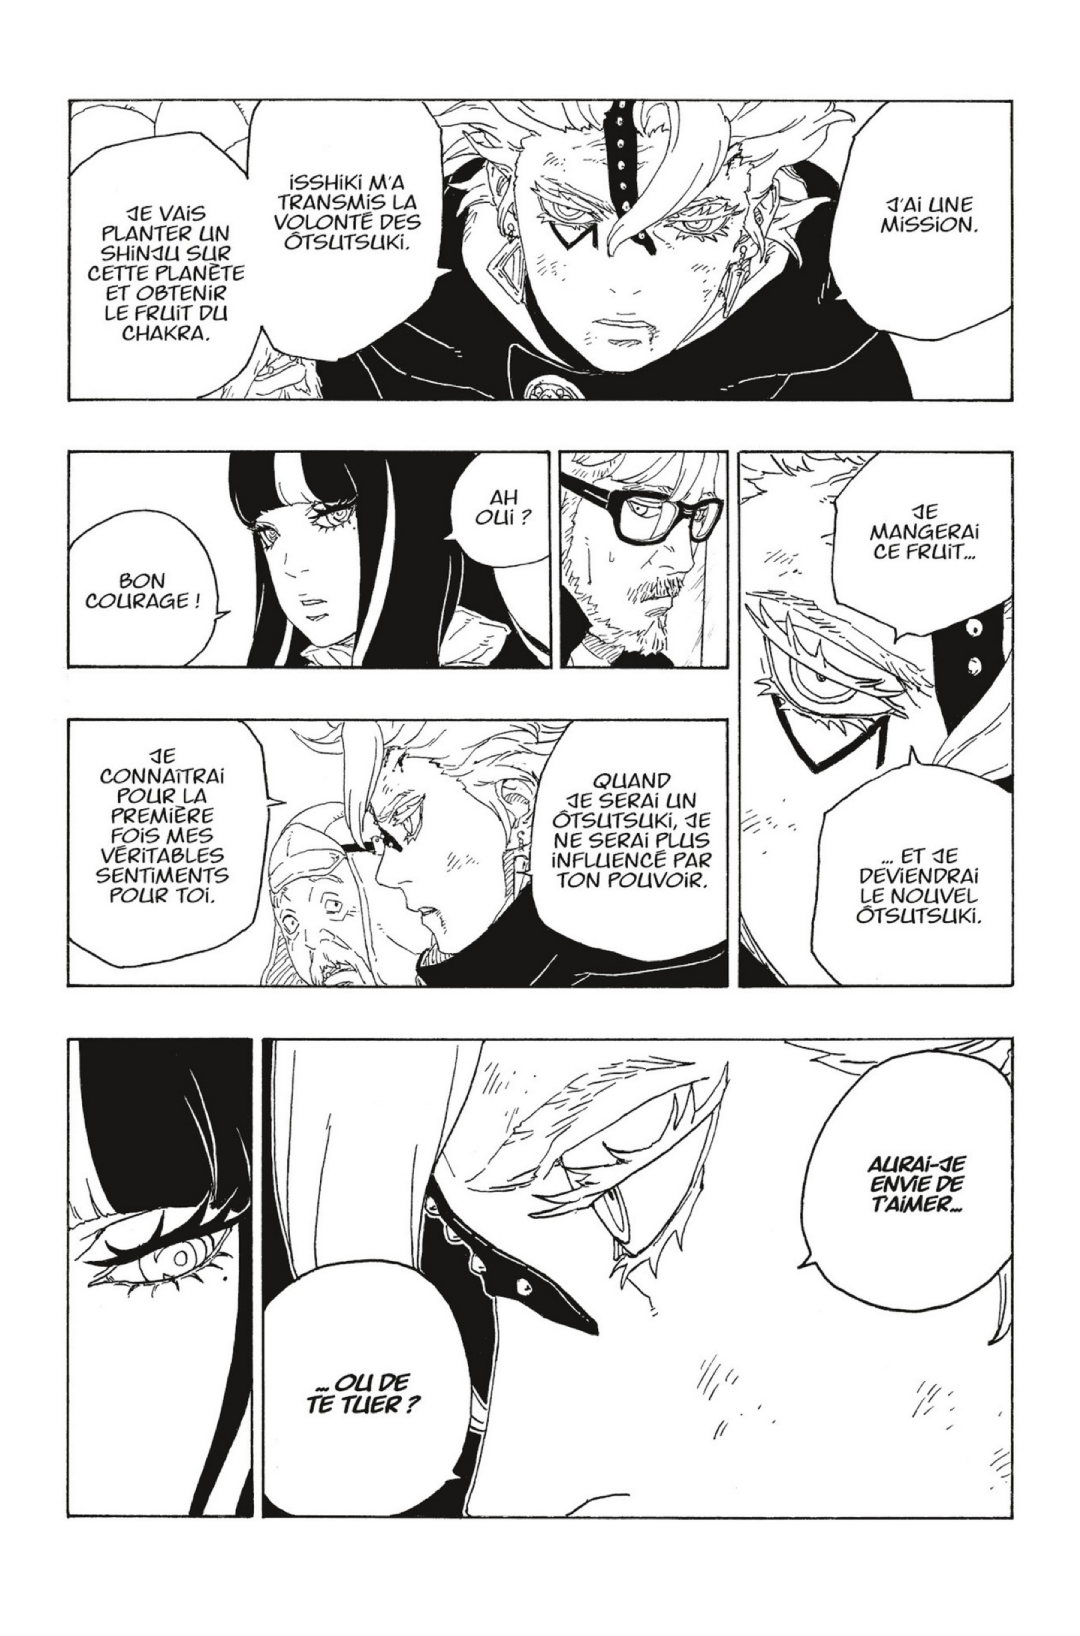 J'AI UNE
MISSION.
ISSHIKI M'A
TRANSMIS LA
VOLONTÉ DES
ÔTSUTSUKI.
JE VAIS
PLANTER UN
SHINJU SUR
CETTE PLANÈTE
ET OBTENIR
LE FRUIT DU
CHAKRA.
JE
MANGERAI
CE FRUIT...
... ET JE
DEVIENDRAI
LE NOUVEL
ÔTSUTSUKI.
AH
OUI ?
BON
COURAGE !
QUAND
JE SERAI UN
ÔTSUTSUKI, JE
NE SERAI PLUS
INFLUENCÉ PAR
TON POUVOIR.
JE
CONNAÎTRAI
POUR LA
PREMIÈRE
FOIS MES
VÉRITABLES
SENTIMENTS
POUR TOI.
AURAI-JE
ENVIE DE
T'AIMER...
... OU DE
TE TUER ?